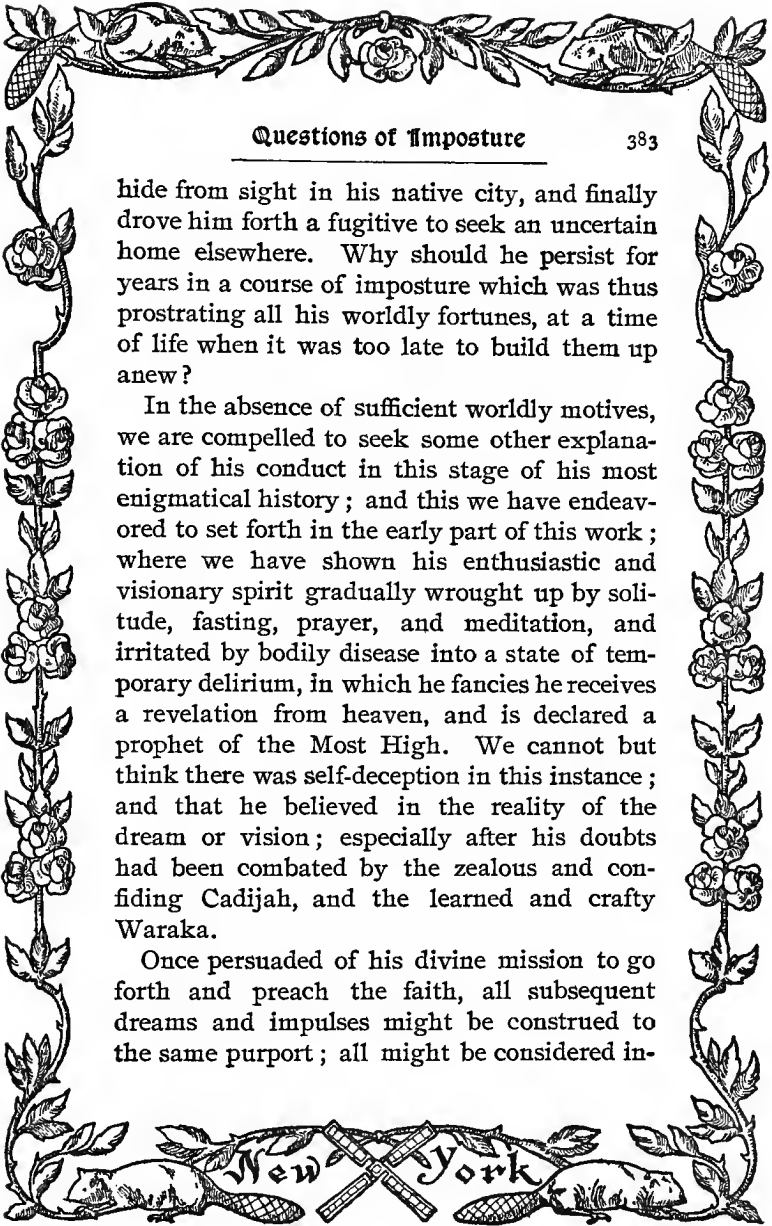 Questions of Imposture 383
hide from sight in his native city, and finally
drove him forth a fugitive to seek an uncertain
home elsewhere. Why should he persist for
years in a course of imposture which was thus
prostrating all his worldly fortunes, at a time
of life when it was too late to build them up
anew?
In the absence of sufficient worldly motives,
we are compelled to seek some other explana-
tion of his conduct in this stage of his most
enigmatical history; and this we have endeav-
ored to set forth in the early part of this work;
where we have shown his enthusiastic and
visionary spirit gradually wrought up by soli-
tude, fasting, prayer, and meditation, and
irritated by bodily disease into a state of tem-
porary delirium, in which he fancies he receives
a revelation from heaven, and is declared a
prophet of the Most High. We cannot but
think there was self-deception in this instance;
and that he believed in the reality of the
dream or vision; especially after his doubts
had been combated by the zealous and con-
fiding Cadijah, and the learned and crafty
Waraka.
Once persuaded of his divine mission to go
forth and preach the faith, all subsequent
dreams and impulses might be construed to
the same purport; all might be considered in-
New York